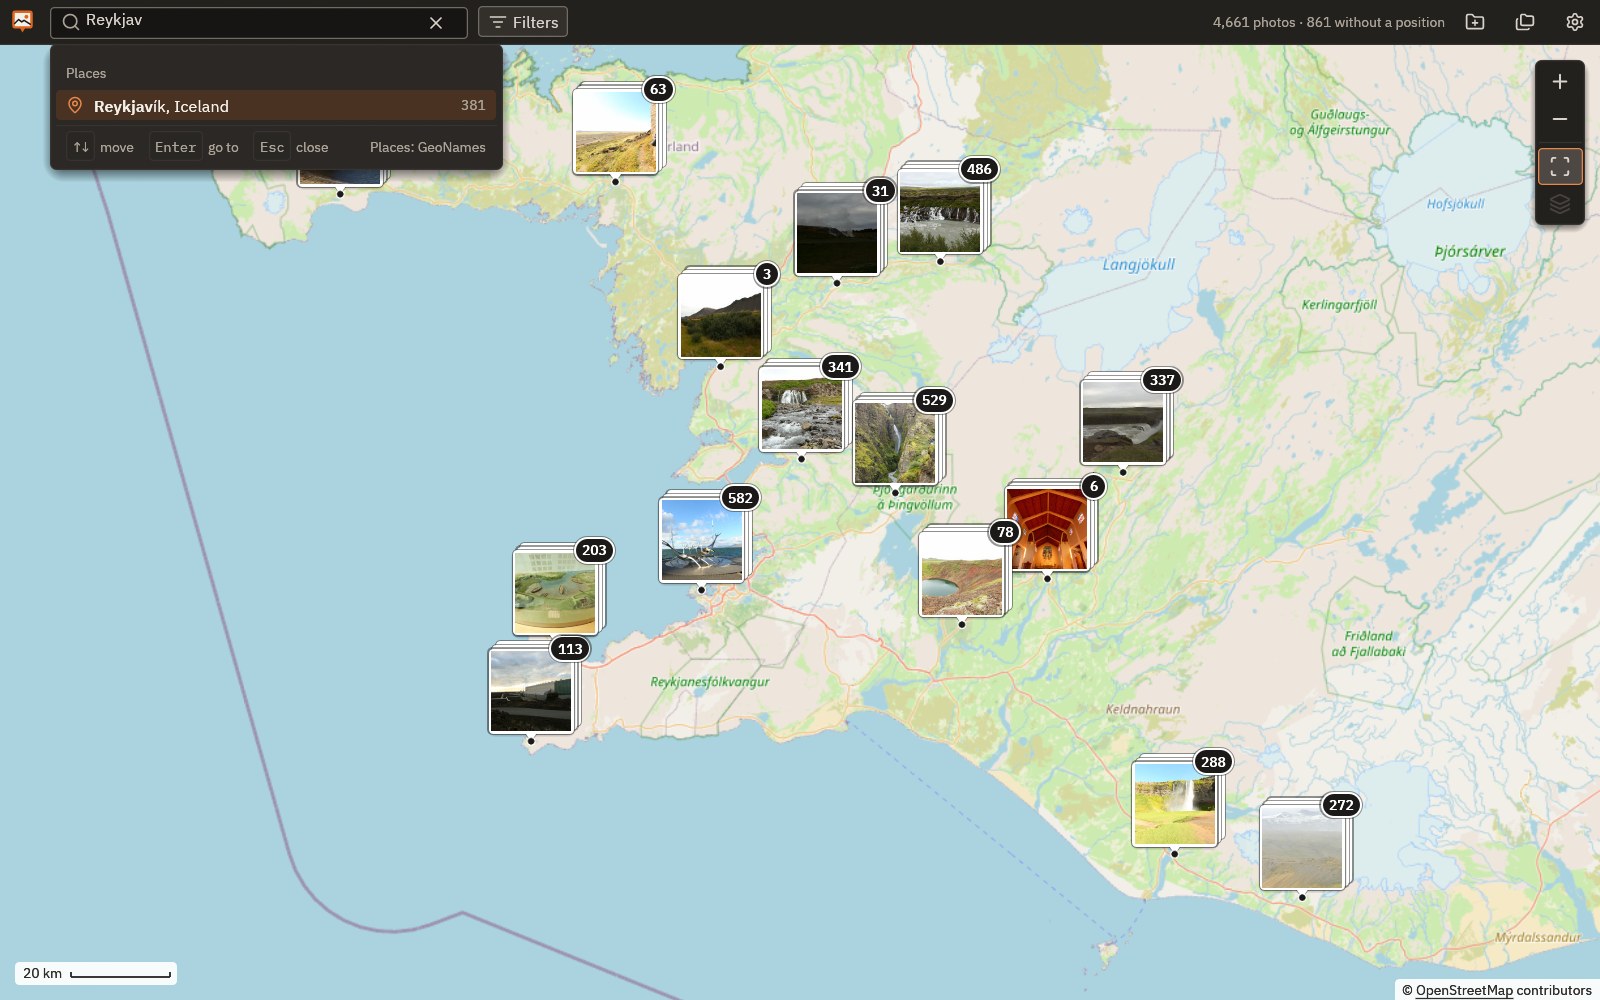 Reykjav
Filters
4,661 photos · 861 without a position
Places
Reykjavík, Iceland 381
↑↓ move Enter go to Esc close Places: GeoNames
63
rland
Guðlaugs-
og Álfgeirstungur
486
31
Hofsjökull
Þjórsárver
Langjökull
3
Kerlingarfjöll
341
337
529
6
Þjóðgarðurinn
á Þingvöllum
582
78
203
Friðland
að Fjallabaki
113
Reykjanesfólkvangur
Keldnahraun
288
272
Mýrdalssandur
20 km
© OpenStreetMap contributors